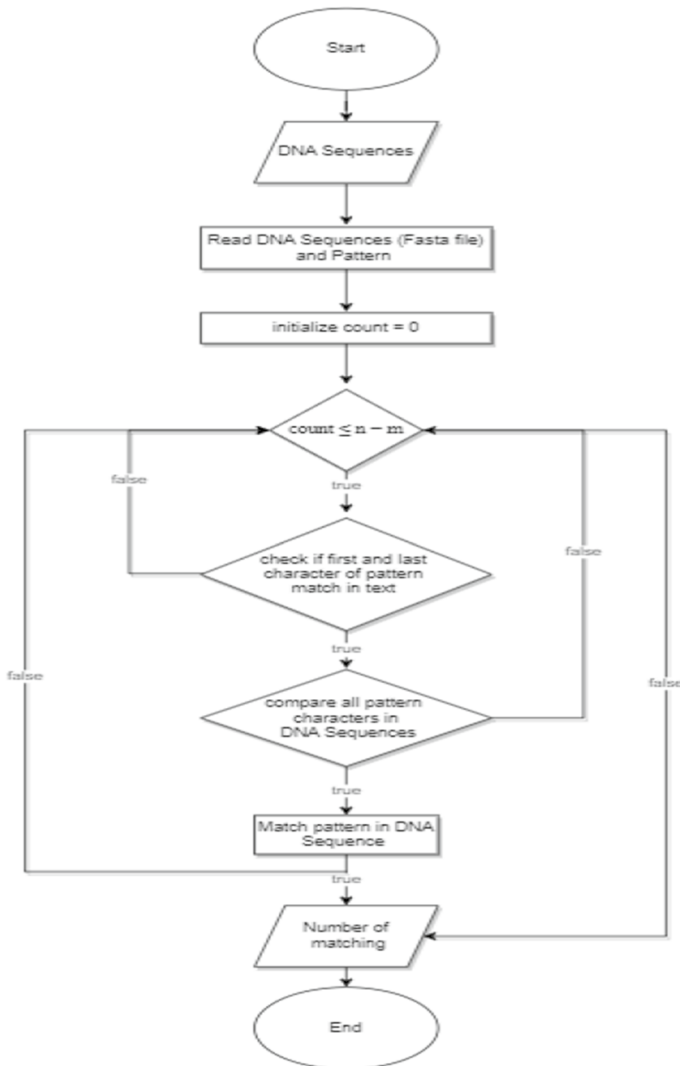 Start
DNA Sequences
Read DNA Sequences (Fasta file)
and Pattern
initialize count = 0
count ≤ n − m
false
true
check if first and last
character of pattern
match in text
false
true
false
false
compare all pattern
characters in
DNA Sequences
true
Match pattern in DNA
Sequence
true
Number of
matching
End